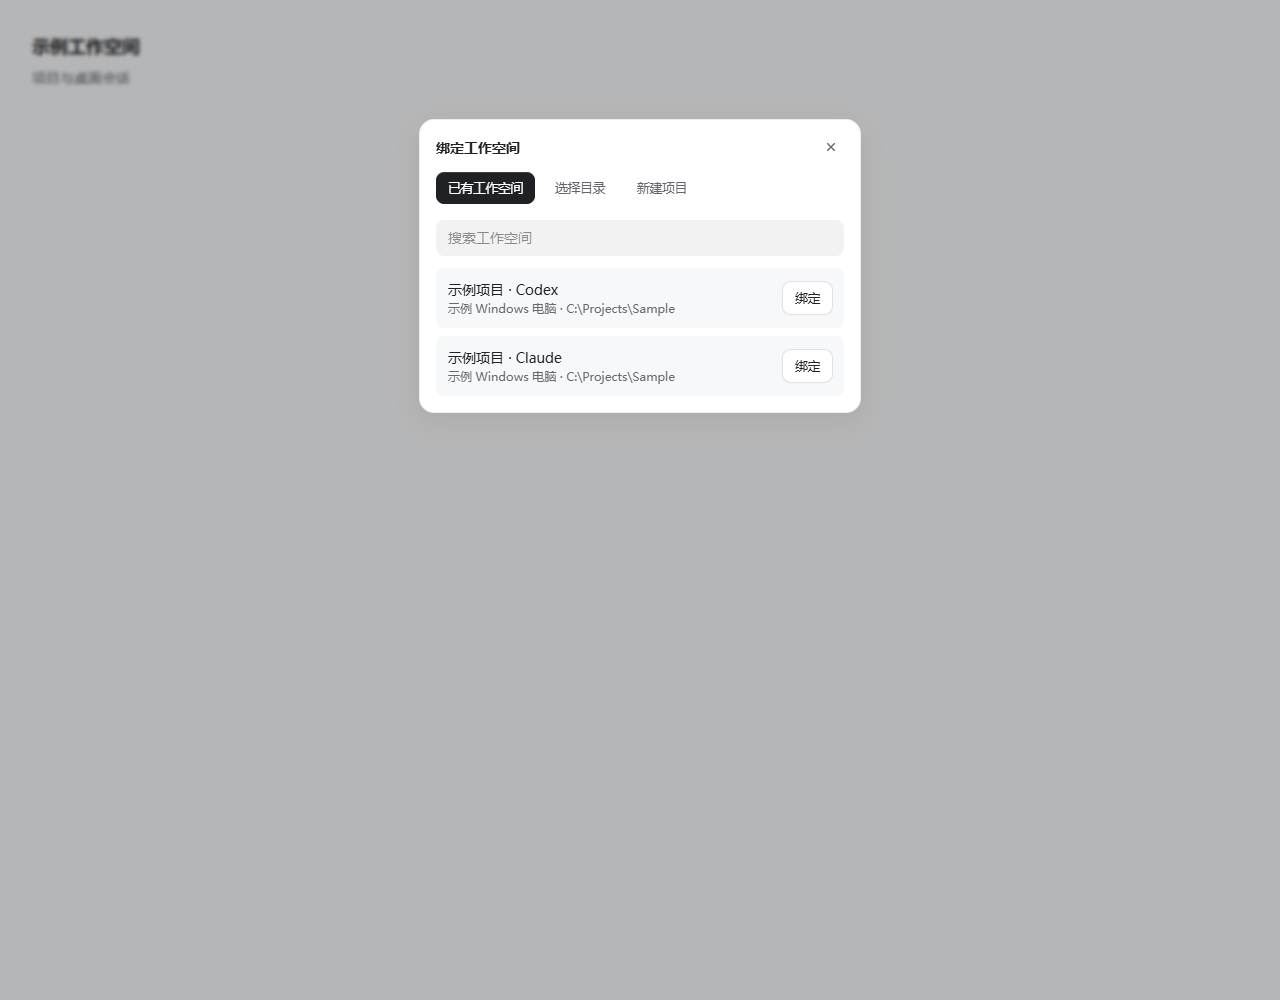 示例工作空间
项目与桌面会话
绑定工作空间
已有工作空间 选择目录 新建项目
搜索工作空间
示例项目 · Codex
示例 Windows 电脑 · C:\Projects\Sample
绑定
示例项目 · Claude
示例 Windows 电脑 · C:\Projects\Sample
绑定